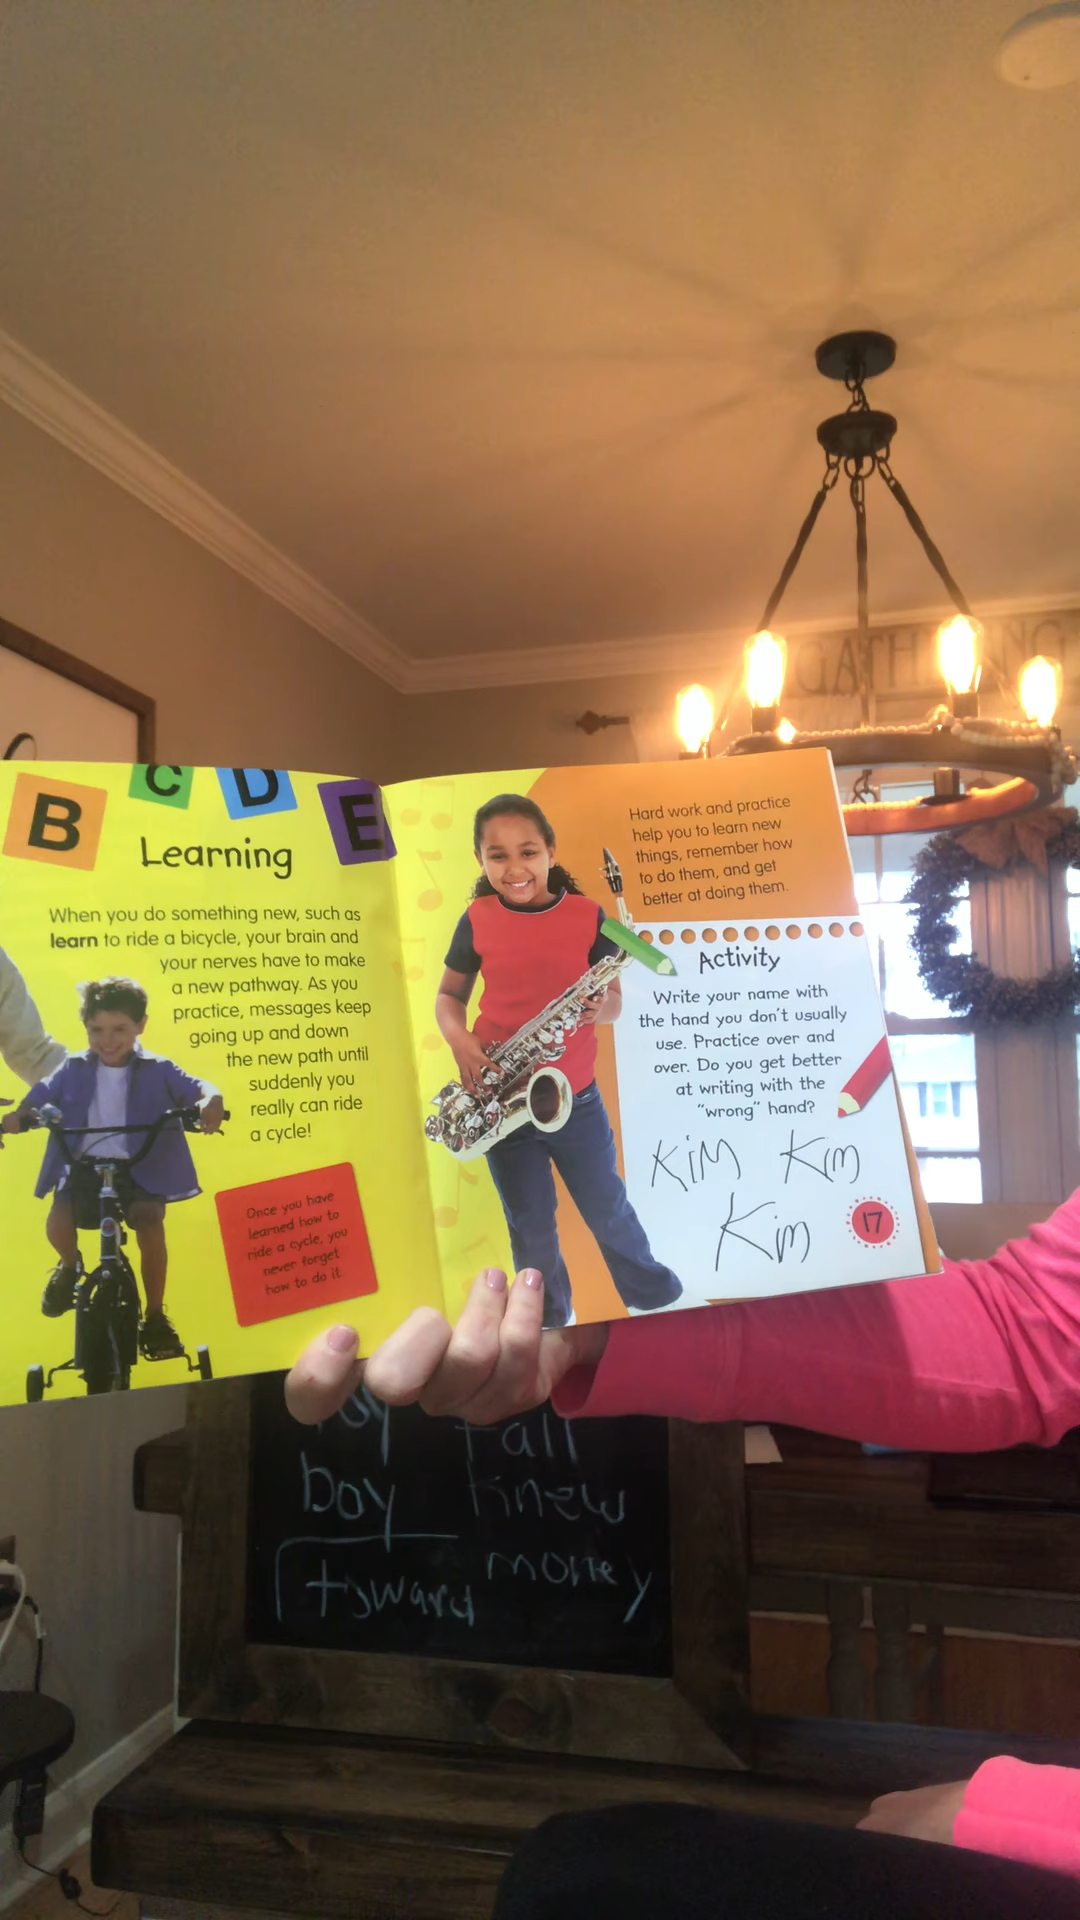 GATHERING
B C D E
Learning
When you do something new, such as
learn to ride a bicycle, your brain and
your nerves have to make
a new pathway. As you
practice, messages keep
going up and down
the new path until
suddenly you
really can ride
a cycle!
Once you have
learned how to
ride a cycle, you
never forget
how to do it
Hard work and practice
help you to learn new
things, remember how
to do them, and get
better at doing them.
Activity
Write your name with
the hand you don't usually
use. Practice over and
over. Do you get better
at writing with the
"wrong" hand?
Kim Kim
Kim
17
fall
boy knew
toward money